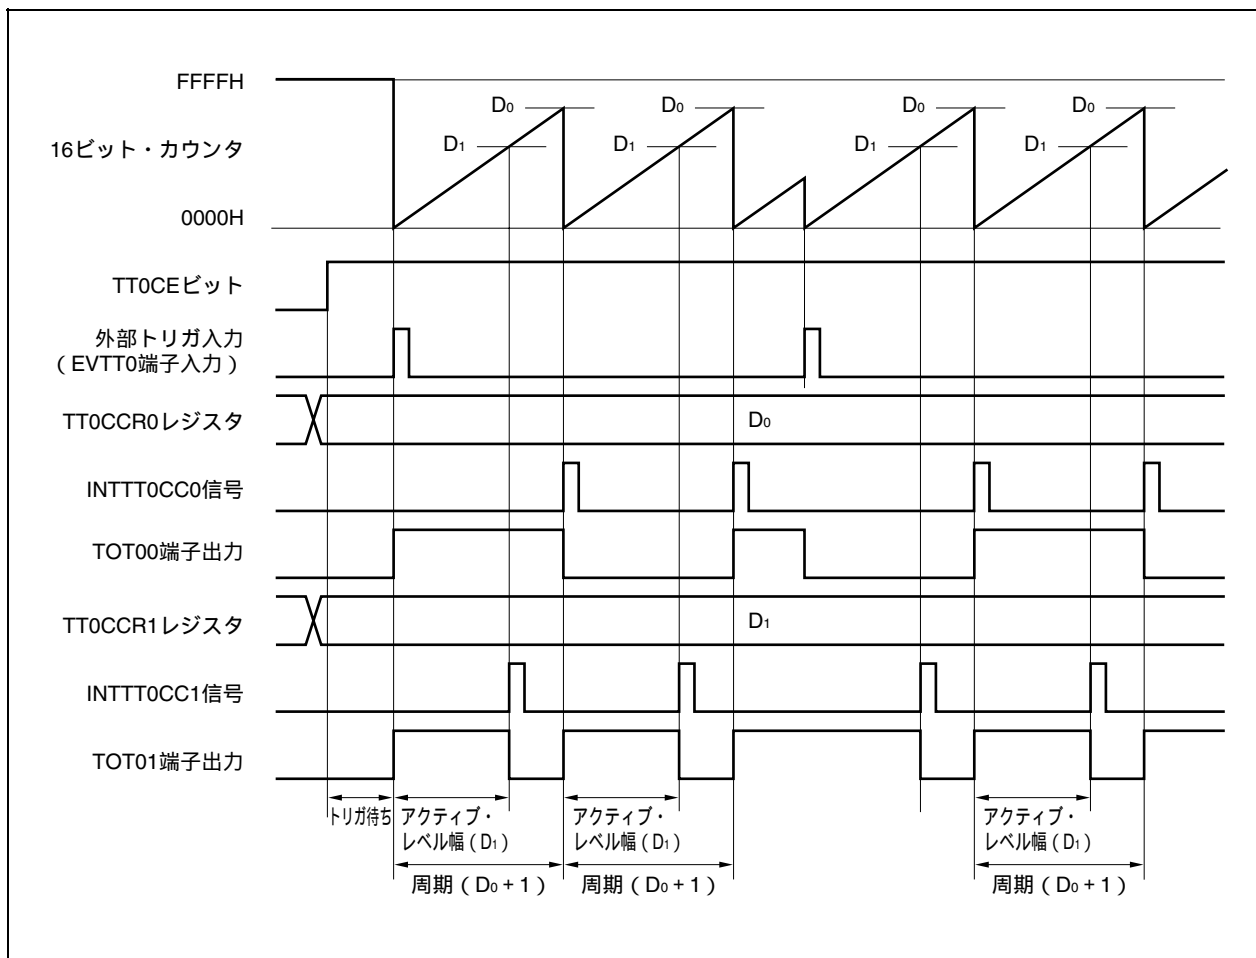 FFFFH
D0 D0 D0 D0
16ビット・カウンタ
D1 D1 D1 D1
0000H
TT0CEビット
外部トリガ入力
（EVTT0端子入力）
TT0CCR0レジスタ
D0
INTTT0CC0信号
TOT00端子出力
TT0CCR1レジスタ
D1
INTTT0CC1信号
TOT01端子出力
トリガ待ち
アクティブ・
レベル幅（D1）
アクティブ・
レベル幅（D1）
アクティブ・
レベル幅（D1）
周期（D0＋1）
周期（D0＋1）
周期（D0＋1）